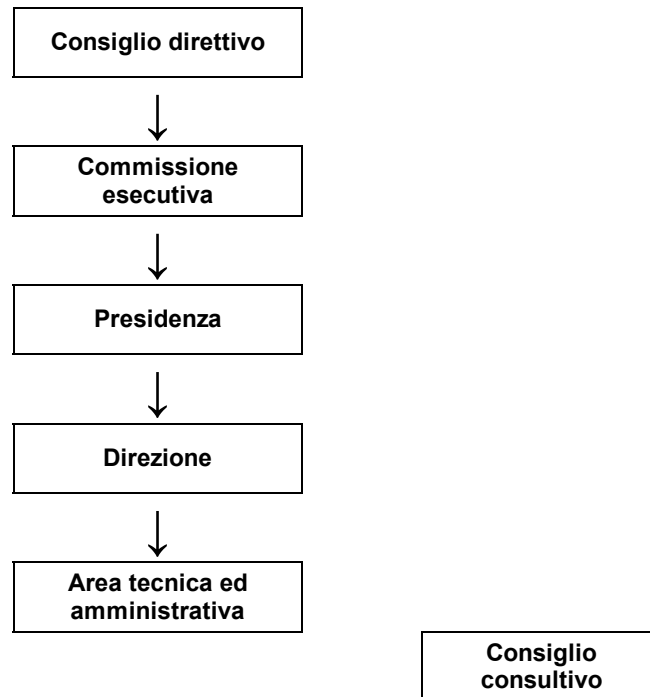 Consiglio direttivo
Commissione
esecutiva
Presidenza
Direzione
Area tecnica ed
amministrativa
Consiglio
consultivo